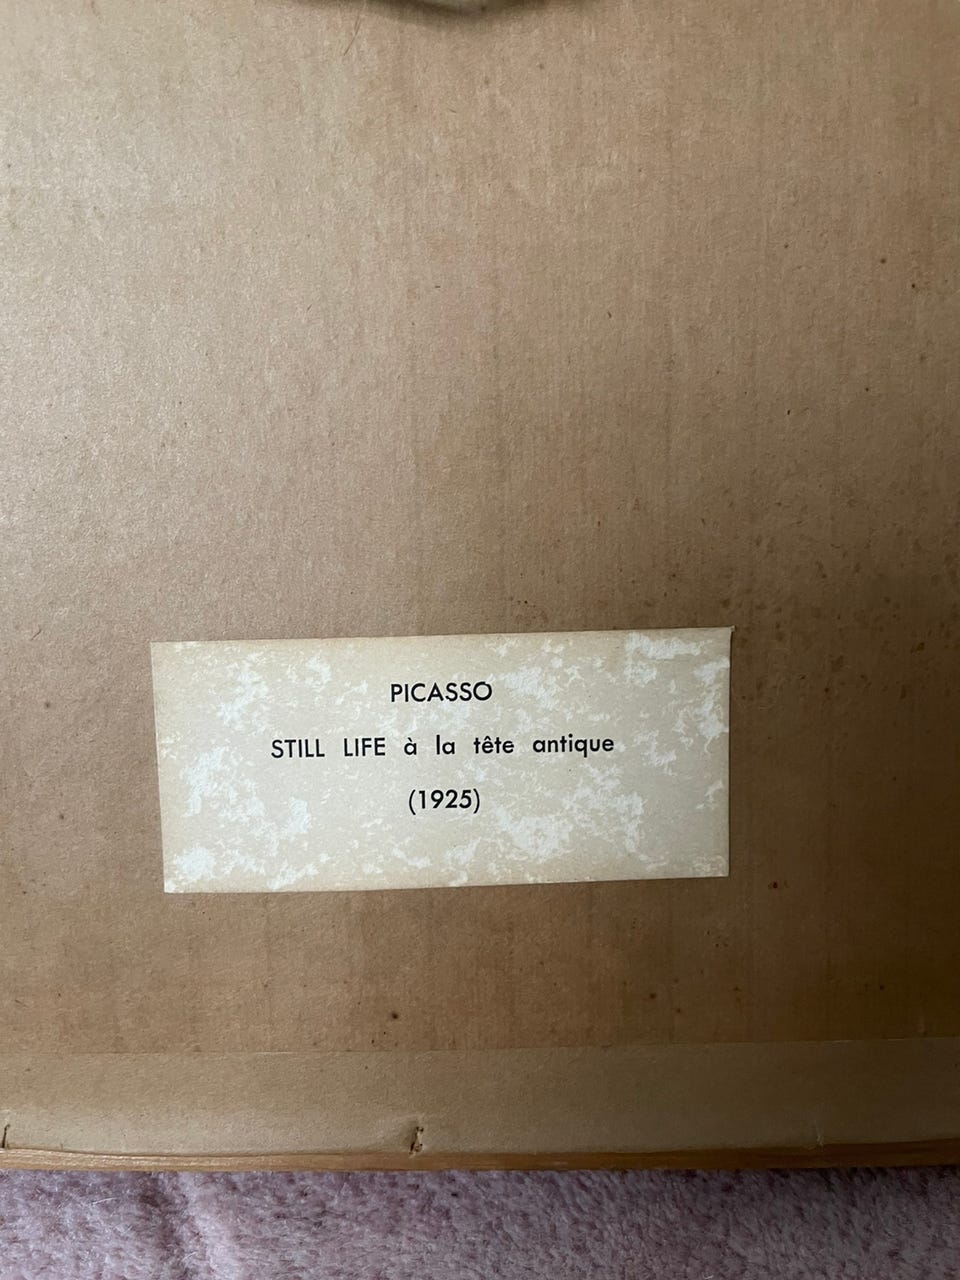 PICASSO
STILL LIFE à la tête antique
(1925)